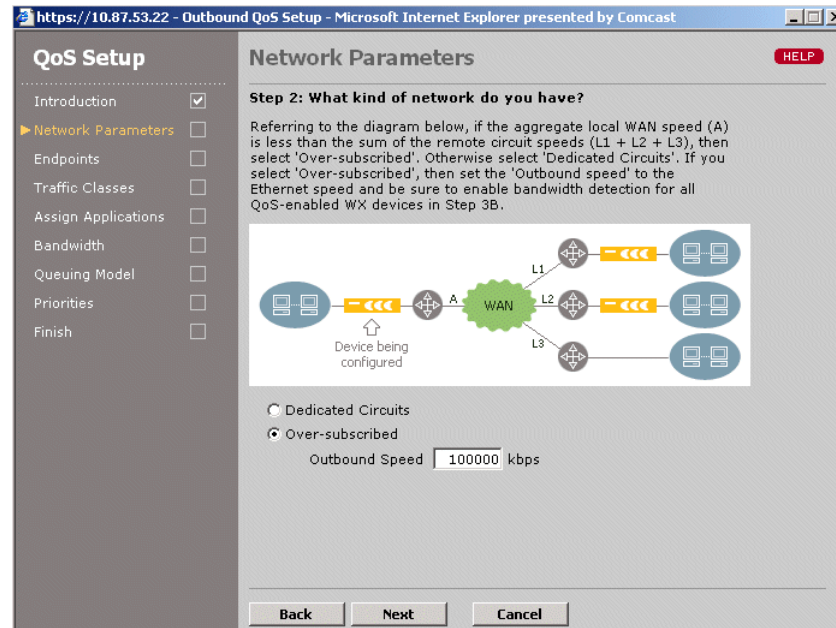 https://10.87.53.22 - Outbound QoS Setup - Microsoft Internet Explorer presented by Comcast
QoS Setup
Introduction
Network Parameters
Endpoints
Traffic Classes
Assign Applications
Bandwidth
Queuing Model
Priorities
Finish
Network Parameters
HELP
Step 2: What kind of network do you have?
Referring to the diagram below, if the aggregate local WAN speed (A)
is less than the sum of the remote circuit speeds (L1 + L2 + L3), then
select 'Over-subscribed'. Otherwise select 'Dedicated Circuits'. If you
select 'Over-subscribed', then set the 'Outbound speed' to the
Ethernet speed and be sure to enable bandwidth detection for all
QoS-enabled WX devices in Step 3B.
L1
A
WAN
L2
L3
Device being
configured
Dedicated Circuits
Over-subscribed
Outbound Speed 100000 kbps
Back Next Cancel